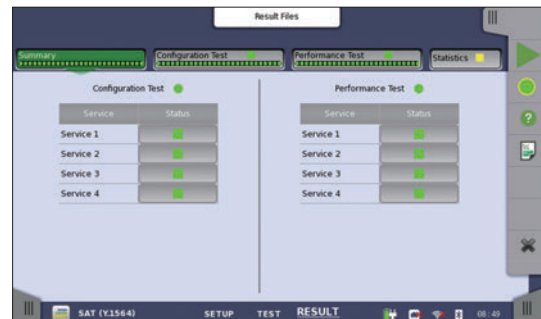 Result Files
Summary Configuration Test Performance Test Statistics
Configuration Test Performance Test
Service Status Service Status
Service 1 Service 1
Service 2 Service 2
Service 3 Service 3
Service 4 Service 4
SAT (Y.1564) SETUP TEST RESULT 08:49